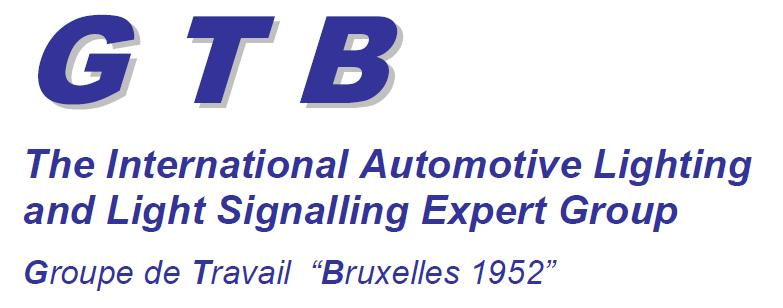 G T B
The International Automotive Lighting
and Light Signalling Expert Group
Groupe de Travail “Bruxelles 1952”